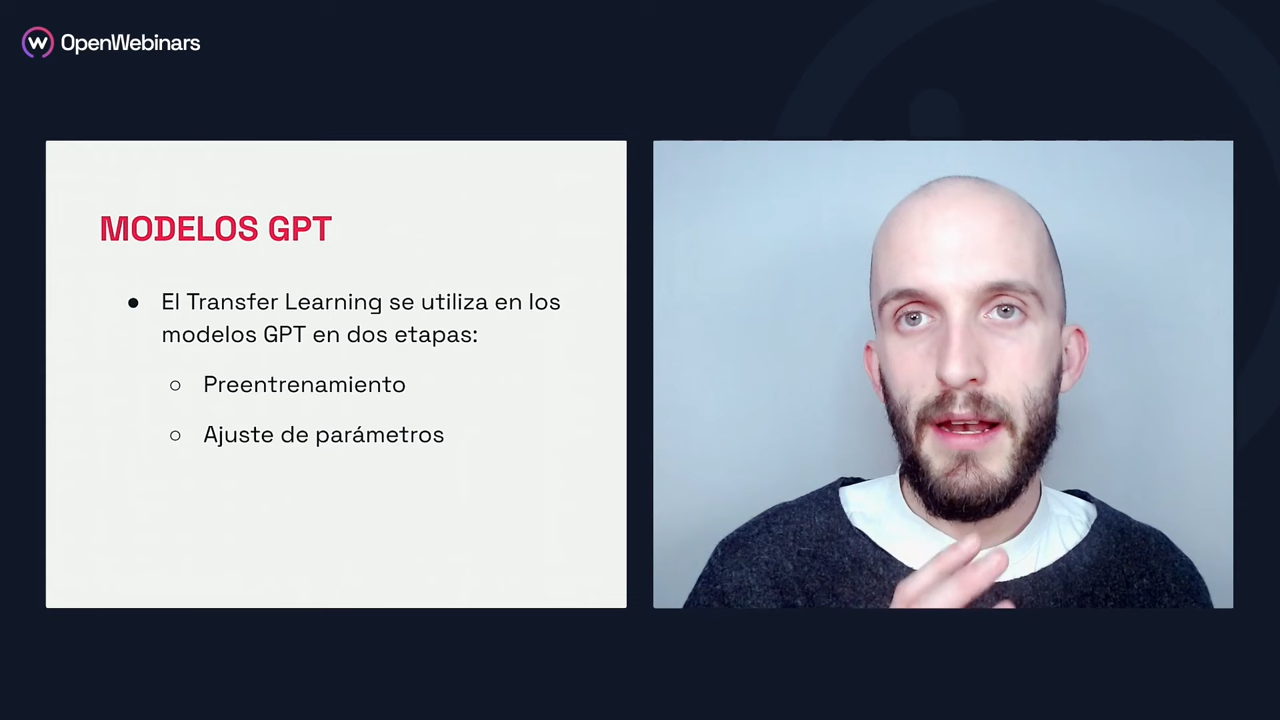 OpenWebinars
MODELOS GPT
● El Transfer Learning se utiliza en los
modelos GPT en dos etapas:
○ Preentrenamiento
○ Ajuste de parámetros